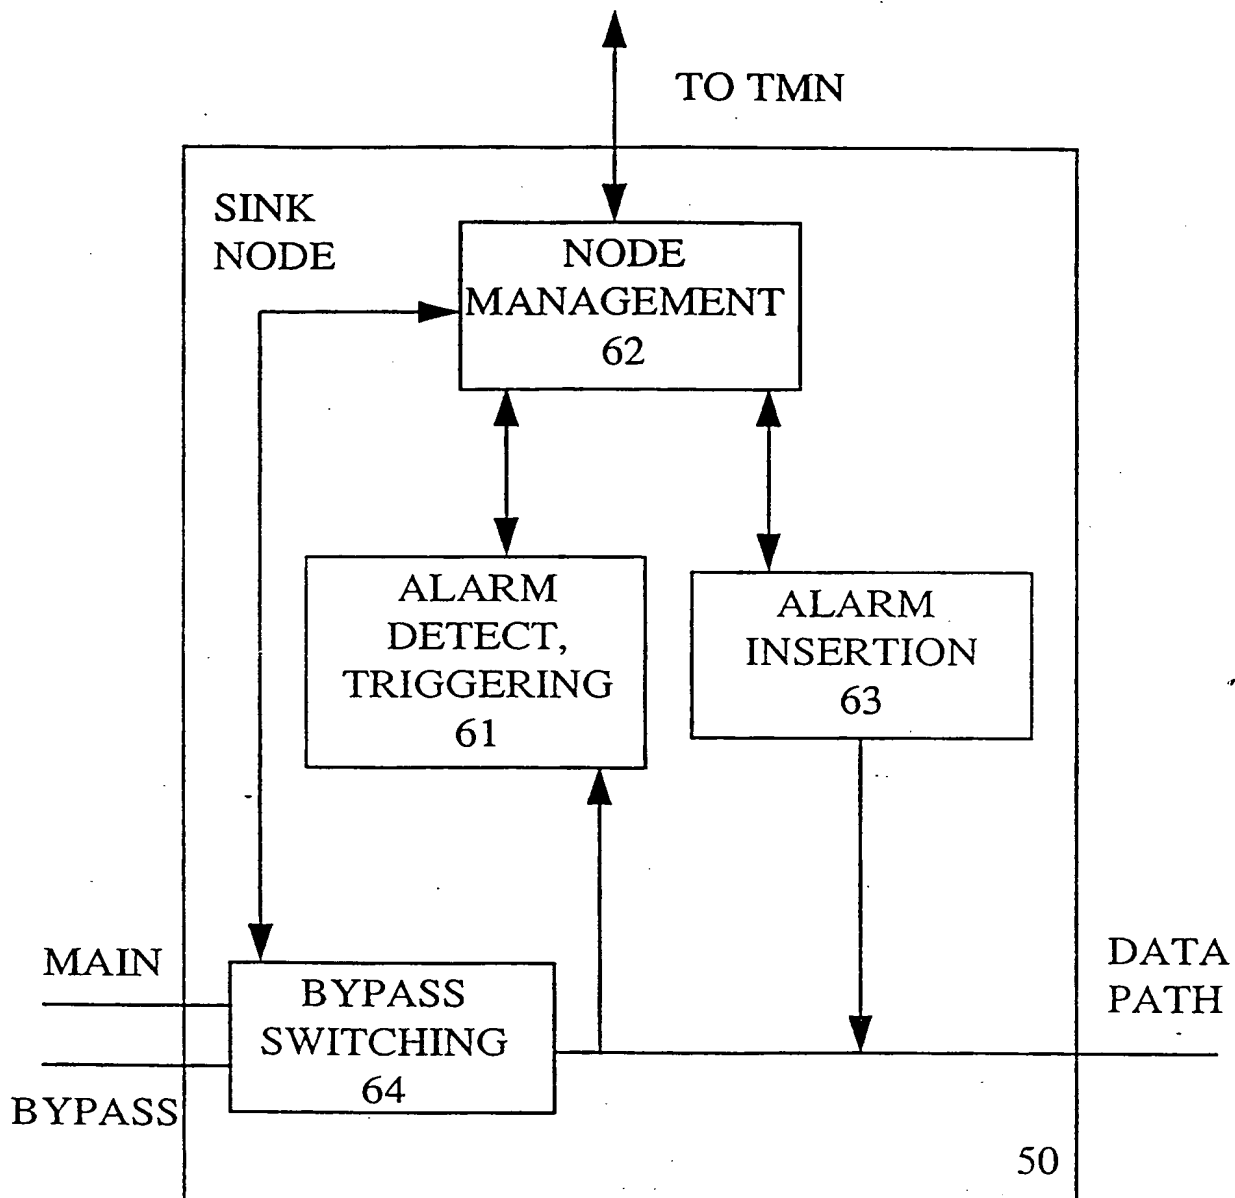 TO TMN
SINK
NODE
NODE
MANAGEMENT
62
ALARM
DETECT,
TRIGGERING
61
ALARM
INSERTION
63
MAIN
BYPASS
SWITCHING
64
BYPASS
DATA
PATH
50